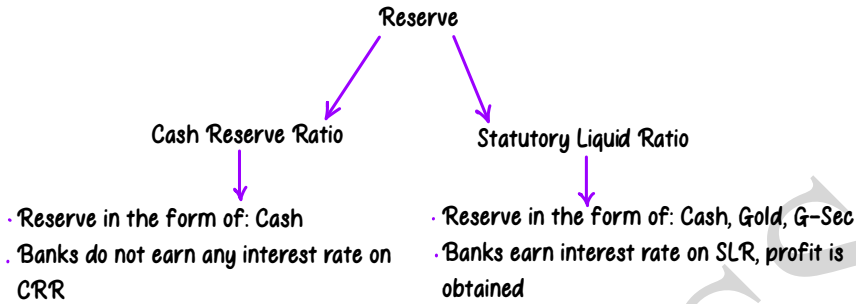 Reserve
Cash Reserve Ratio
Statutory Liquid Ratio
· Reserve in the form of: Cash
· Banks do not earn any interest rate on
CRR
· Reserve in the form of: Cash, Gold, G-Sec
· Banks earn interest rate on SLR, profit is
obtained